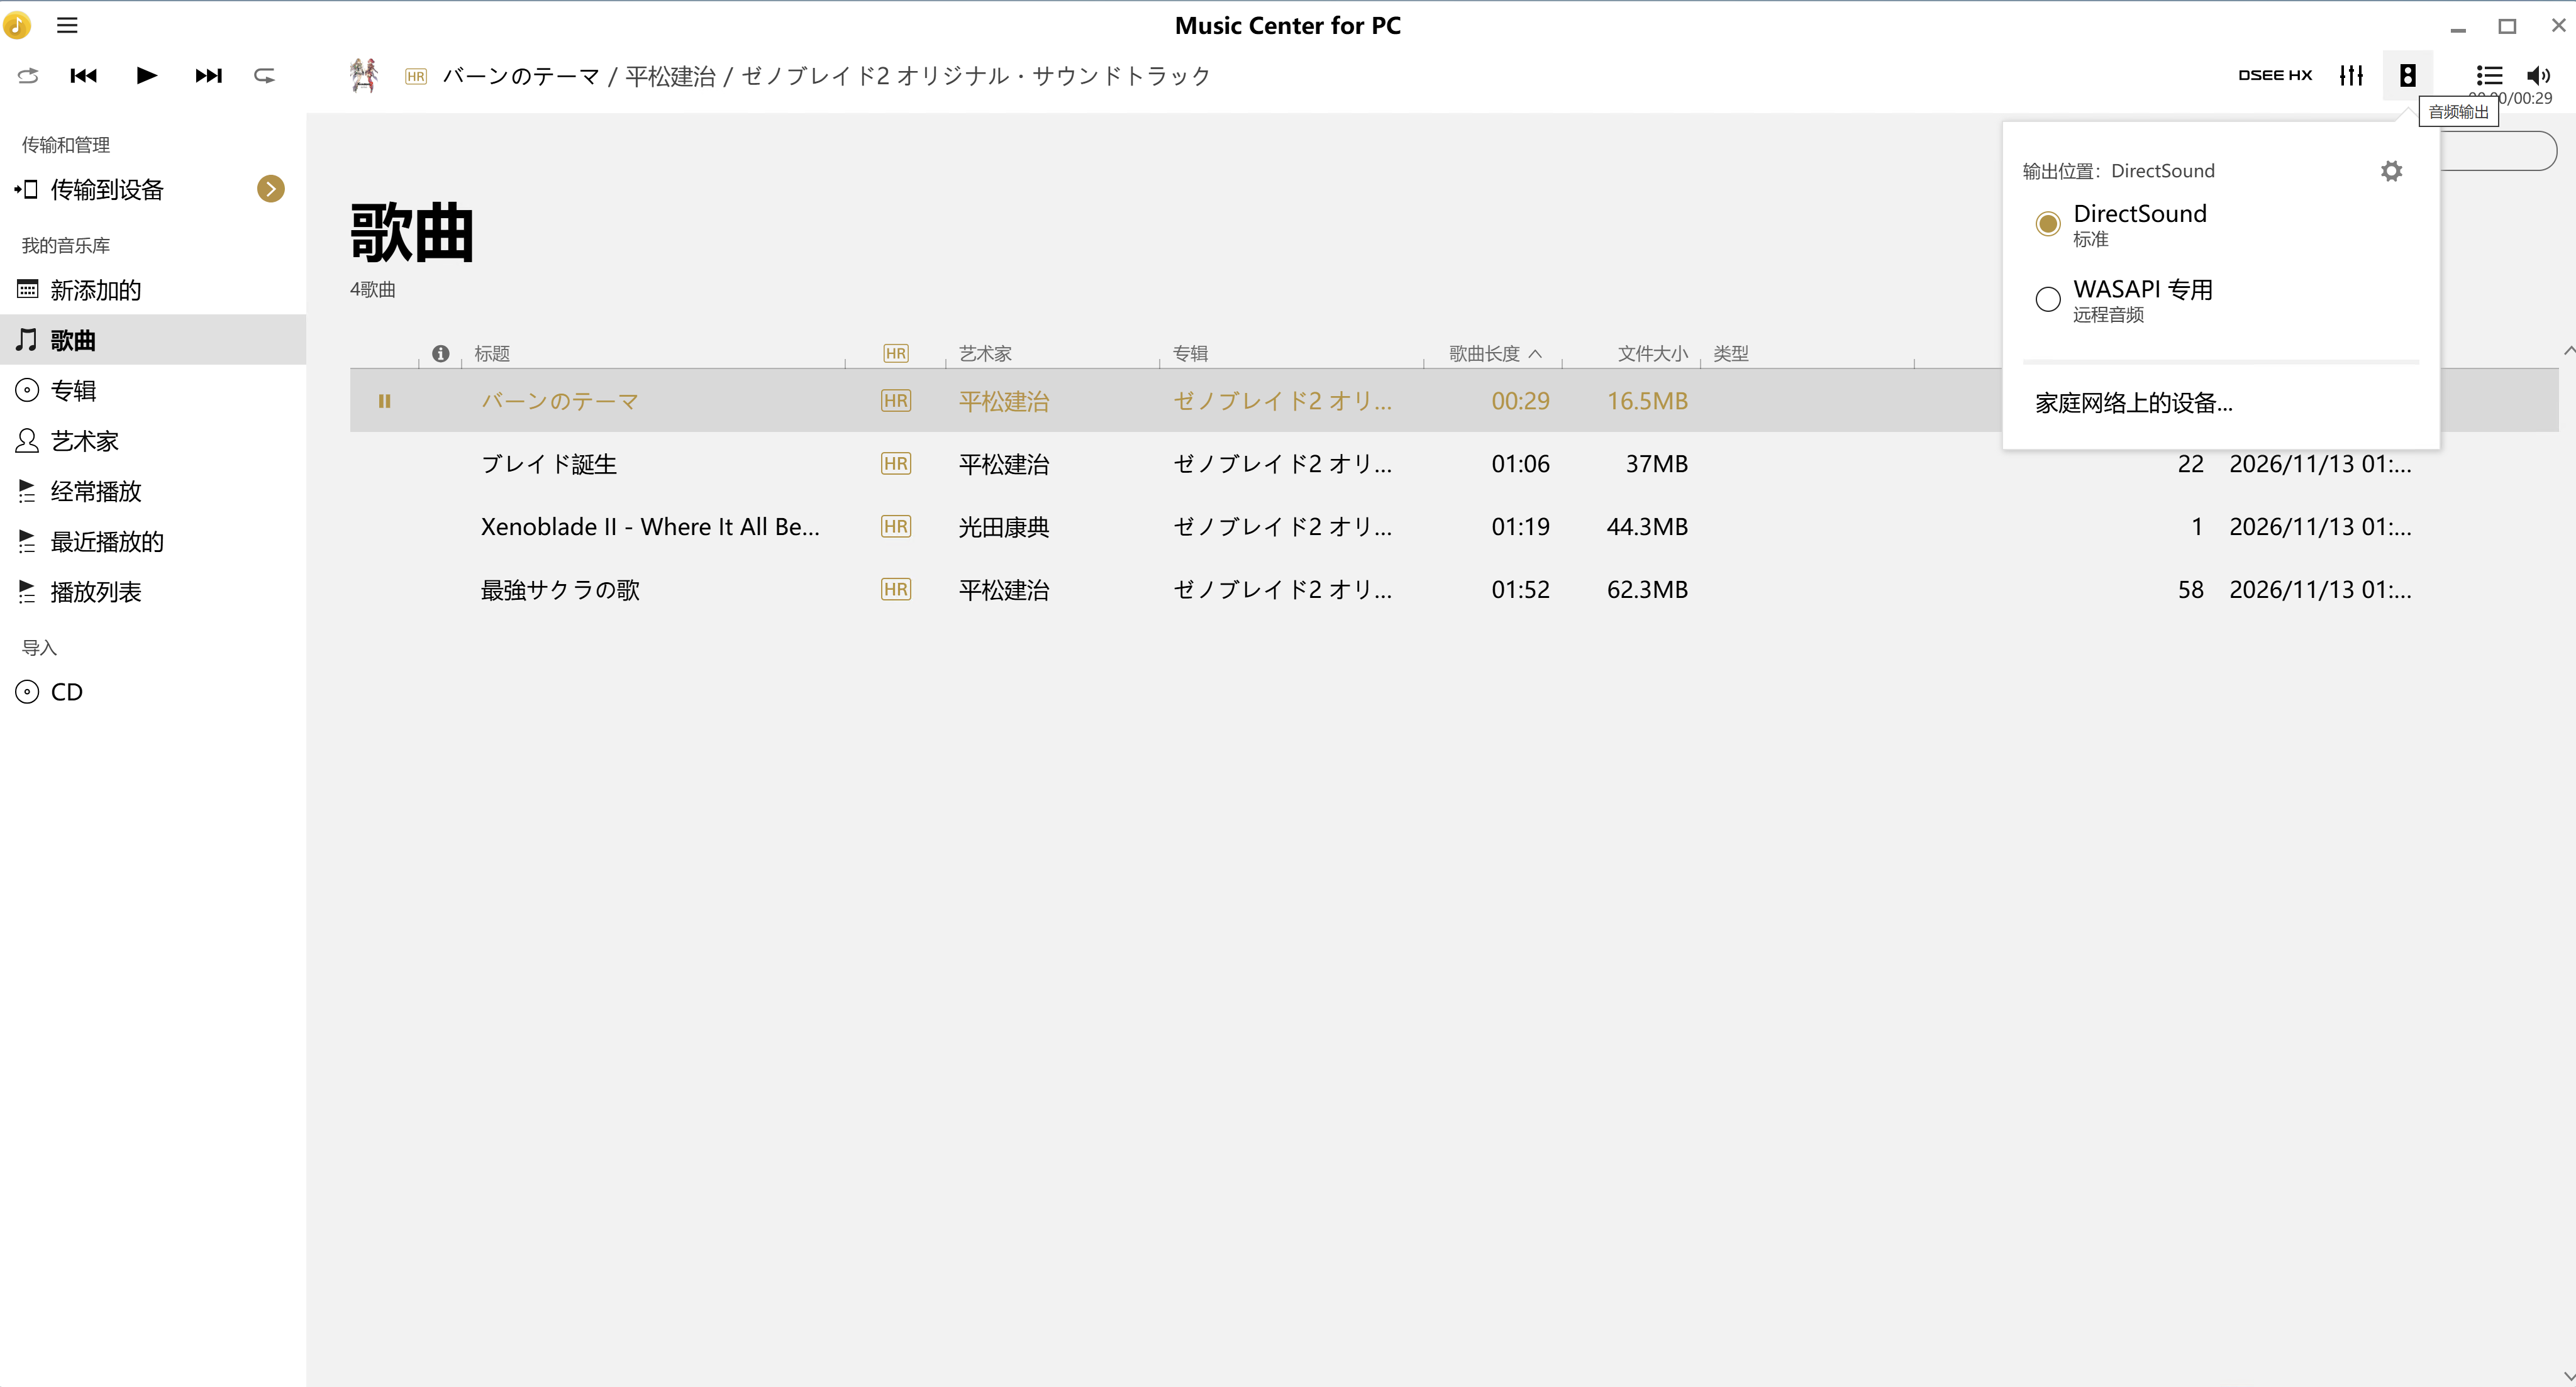 Music Center for PC
HR バーンのテーマ / 平松建治 / ゼノブレイド2 オリジナル・サウンドトラック
DSEE HX
/00:29
音频输出
传输和管理
传输到设备
我的音乐库
新添加的
歌曲
专辑
艺术家
经常播放
最近播放的
播放列表
导入
CD
歌曲
4歌曲
标题 HR 艺术家 专辑 歌曲长度 文件大小 类型
バーンのテーマ HR 平松建治 ゼノブレイド2 オリ... 00:29 16.5MB
ブレイド誕生 HR 平松建治 ゼノブレイド2 オリ... 01:06 37MB 22 2026/11/13 01:...
Xenoblade II - Where It All Be... HR 光田康典 ゼノブレイド2 オリ... 01:19 44.3MB 1 2026/11/13 01:...
最強サクラの歌 HR 平松建治 ゼノブレイド2 オリ... 01:52 62.3MB 58 2026/11/13 01:...
输出位置：DirectSound
DirectSound
标准
WASAPI 专用
远程音频
家庭网络上的设备...